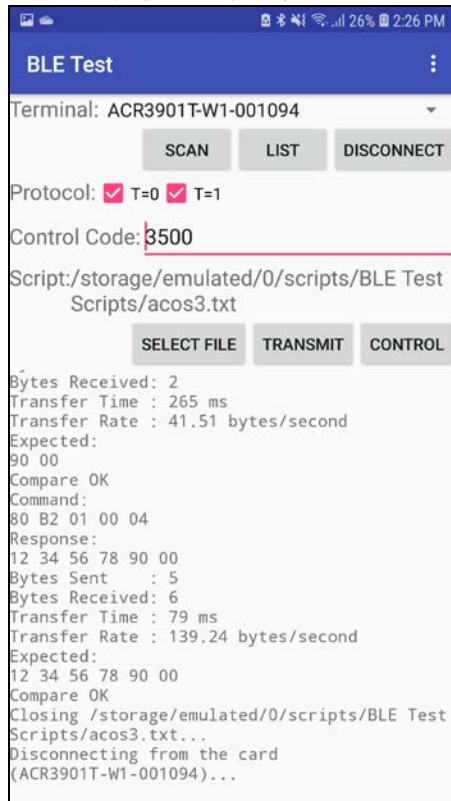 26% 2:26 PM
BLE Test
Terminal: ACR3901T-W1-001094
SCAN LIST DISCONNECT
Protocol: T=0 T=1
Control Code: 3500
Script:/storage/emulated/0/scripts/BLE Test
Scripts/acos3.txt
SELECT FILE TRANSMIT CONTROL
Bytes Received: 2
Transfer Time : 265 ms
Transfer Rate : 41.51 bytes/second
Expected:
90 00
Compare OK
Command:
80 B2 01 00 04
Response:
12 34 56 78 90 00
Bytes Sent    : 5
Bytes Received: 6
Transfer Time : 79 ms
Transfer Rate : 139.24 bytes/second
Expected:
12 34 56 78 90 00
Compare OK
Closing /storage/emulated/0/scripts/BLE Test
Scripts/acos3.txt...
Disconnecting from the card
(ACR3901T-W1-001094)...